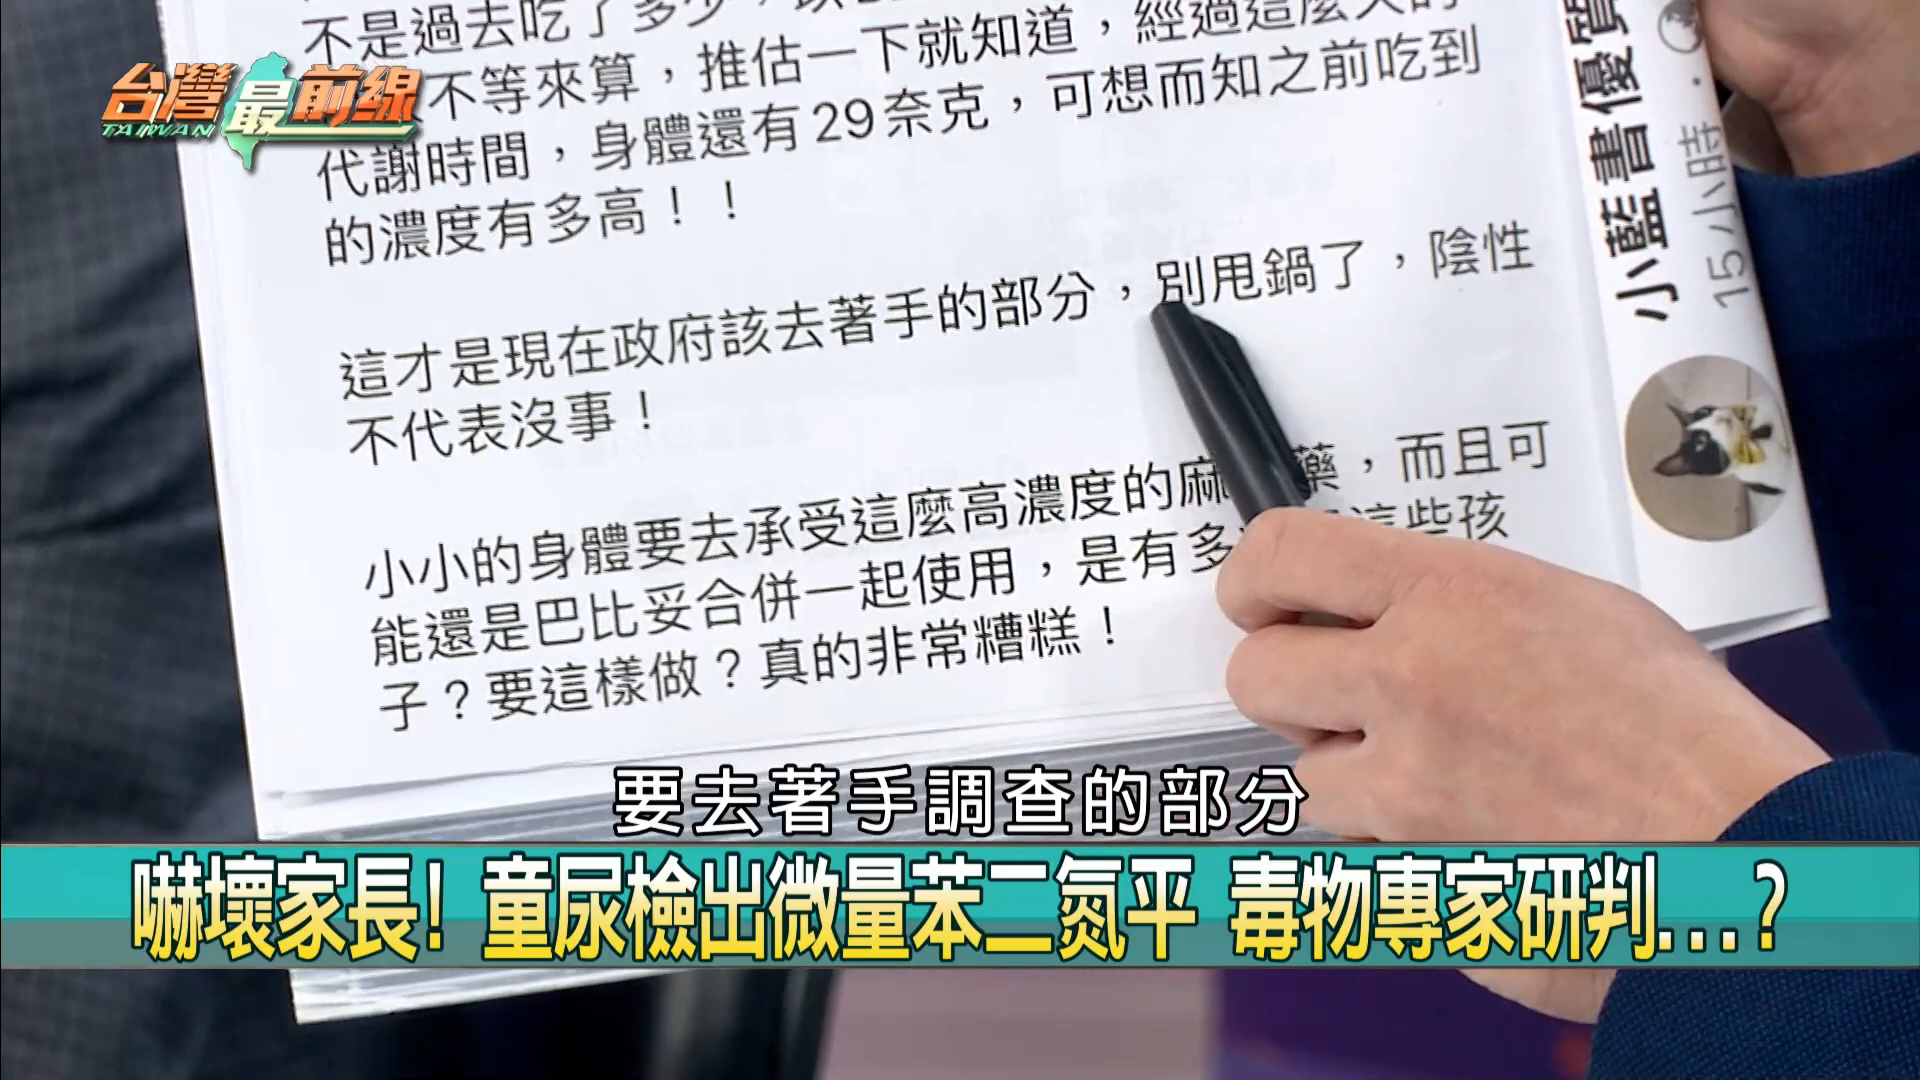 不是過去吃了多少，以
不等來算，推估一下就知道，經過這麼久的
代謝時間，身體還有29奈克，可想而知之前吃到
的濃度有多高！！
這才是現在政府該去著手的部分，別甩鍋了，陰性
不代表沒事！
小小的身體要去承受這麼高濃度的麻 藥，而且可
能還是巴比妥合併一起使用，是有多 這些孩
子？要這樣做？真的非常糟糕！
小藍書優質
15小時·
台灣最前線
TAIWAN
要去著手調查的部分
嚇壞家長！童尿檢出微量苯二氮平 毒物專家研判...？